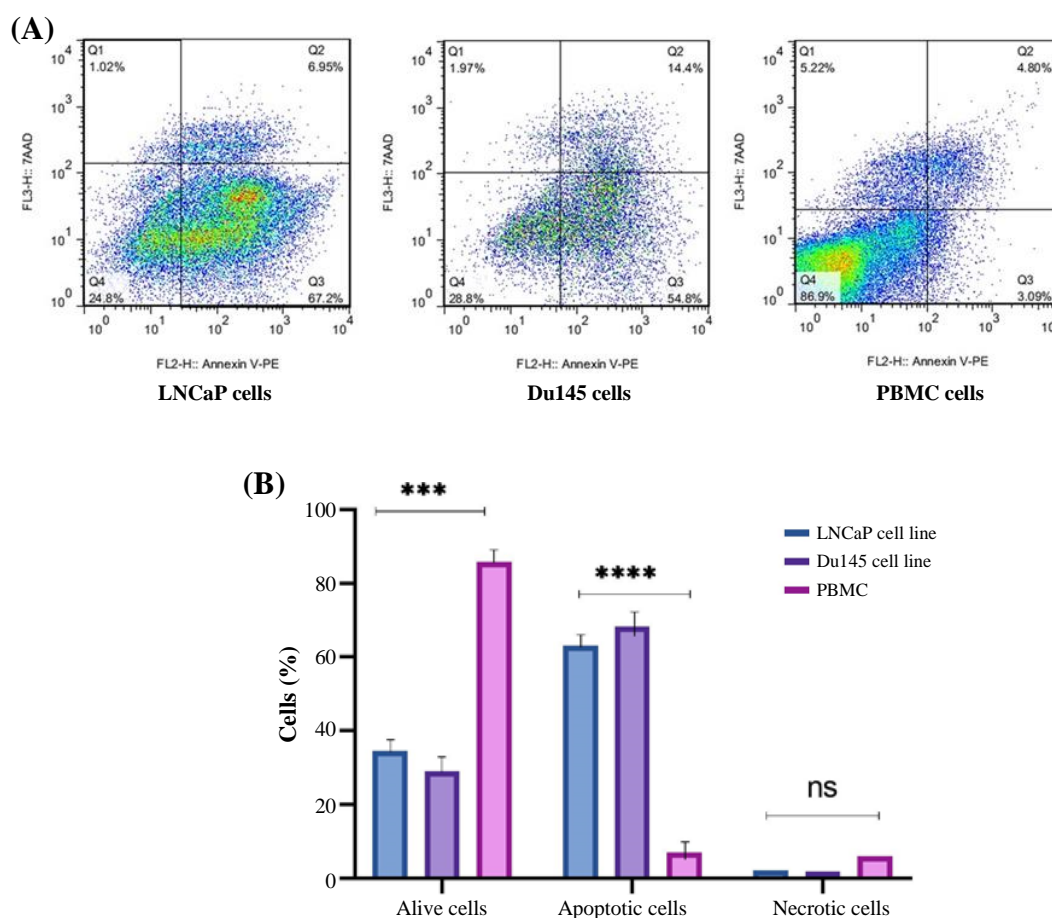 (A)
Q1
1.02%
Q2
6.95%
Q4
24.8%
Q3
67.2%
10^4
10^3
10^2
10^1
10^0
10^0 10^1 10^2 10^3 10^4
FL3-H:: 7AAD
FL2-H:: Annexin V-PE
LNCaP cells
Q1
1.97%
Q2
14.4%
Q4
28.8%
Q3
54.8%
10^4
10^3
10^2
10^1
10^0
10^0 10^1 10^2 10^3 10^4
FL3-H:: 7AAD
FL2-H:: Annexin V-PE
Du145 cells
Q1
5.22%
Q2
4.80%
Q4
86.9%
Q3
3.09%
10^4
10^3
10^2
10^1
10^0
10^0 10^1 10^2 10^3 10
FL3-H:: 7AAD
FL2-H:: Annexin V-PE
PBMC cells
(B)
***
****
ns
LNCaP cell line
Du145 cell line
PBMC
Cells (%)
100
80
60
40
20
0
Alive cells Apoptotic cells Necrotic cells